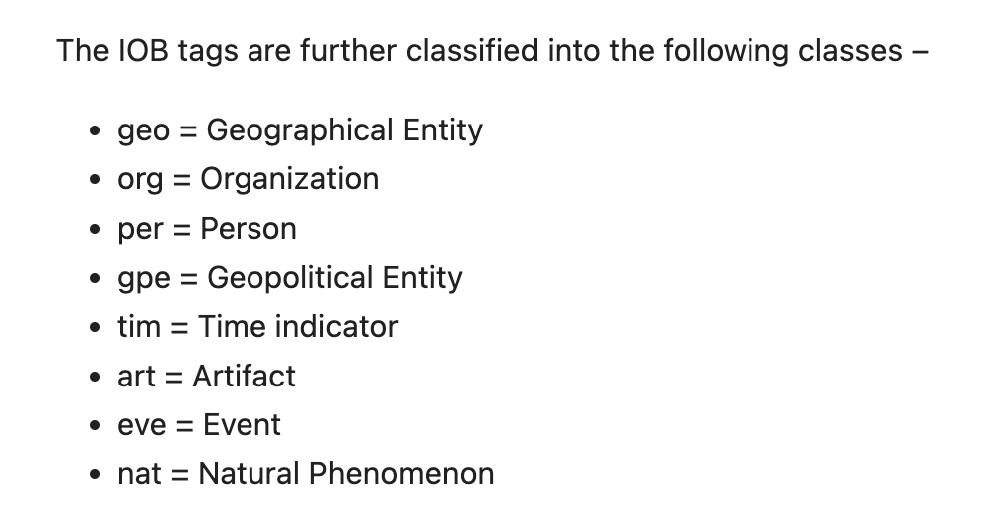 The IOB tags are further classified into the following classes –
• geo = Geographical Entity
• org = Organization
• per = Person
• gpe = Geopolitical Entity
• tim = Time indicator
• art = Artifact
• eve = Event
• nat = Natural Phenomenon